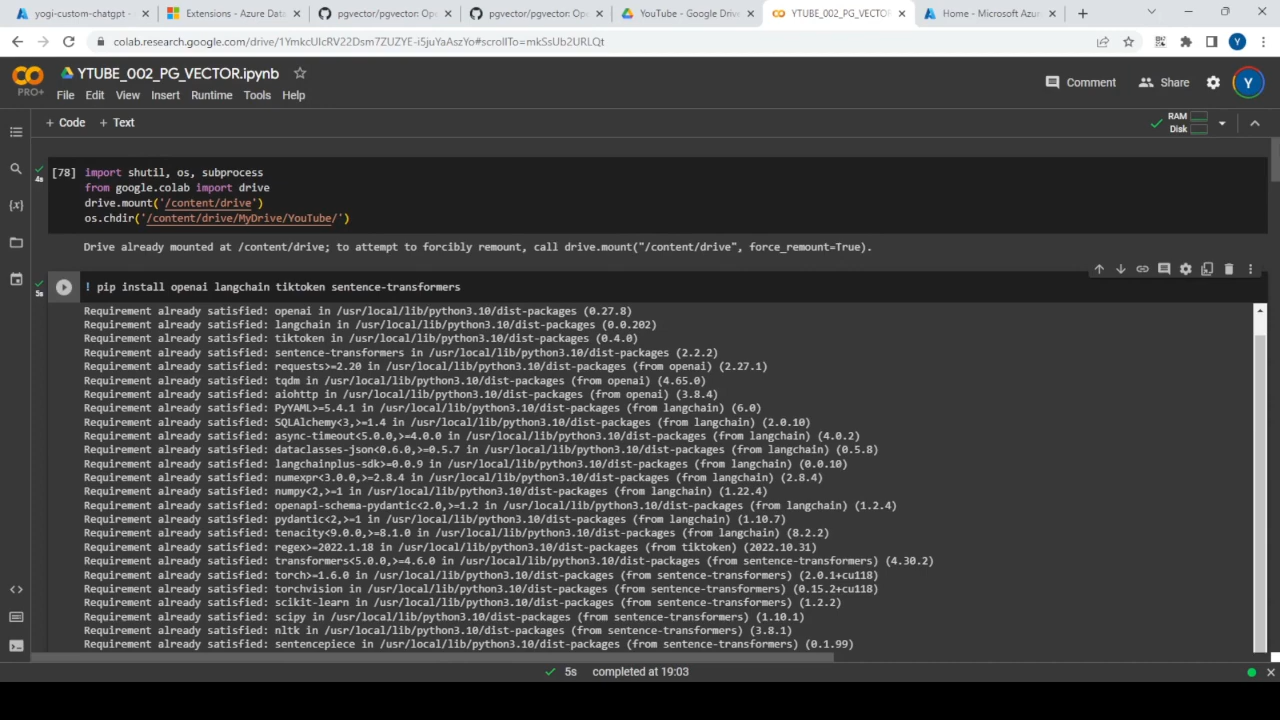 yogi-custom-chatgpt -
Extensions - Azure Da
pgvector/pgvector: Op
pgvector/pgvector: Op
YouTube - Google Driv
YTUBE_002_PG_VECTOR
Home - Microsoft Azu
colab.research.google.com/drive/1YmkcUIcRV22Dsm7ZUZYE-i5juYaAszYo#scrollTo=mkSsUb2URLQt
Y
PRO+
YTUBE_002_PG_VECTOR.ipynb
File Edit View Insert Runtime Tools Help
Comment
Share
Y
+ Code + Text
RAM
Disk
4s
[78] import shutil, os, subprocess
from google.colab import drive
drive.mount('/content/drive')
os.chdir('/content/drive/MyDrive/YouTube/')
Drive already mounted at /content/drive; to attempt to forcibly remount, call drive.mount("/content/drive", force_remount=True).
5s
! pip install openai langchain tiktoken sentence-transformers
Requirement already satisfied: openai in /usr/local/lib/python3.10/dist-packages (0.27.8)
Requirement already satisfied: langchain in /usr/local/lib/python3.10/dist-packages (0.0.202)
Requirement already satisfied: tiktoken in /usr/local/lib/python3.10/dist-packages (0.4.0)
Requirement already satisfied: sentence-transformers in /usr/local/lib/python3.10/dist-packages (2.2.2)
Requirement already satisfied: requests>=2.20 in /usr/local/lib/python3.10/dist-packages (from openai) (2.27.1)
Requirement already satisfied: tqdm in /usr/local/lib/python3.10/dist-packages (from openai) (4.65.0)
Requirement already satisfied: aiohttp in /usr/local/lib/python3.10/dist-packages (from openai) (3.8.4)
Requirement already satisfied: PyYAML>=5.4.1 in /usr/local/lib/python3.10/dist-packages (from langchain) (6.0)
Requirement already satisfied: SQLAlchemy<3,>=1.4 in /usr/local/lib/python3.10/dist-packages (from langchain) (2.0.10)
Requirement already satisfied: async-timeout<5.0.0,>=4.0.0 in /usr/local/lib/python3.10/dist-packages (from langchain) (4.0.2)
Requirement already satisfied: dataclasses-json<0.6.0,>=0.5.7 in /usr/local/lib/python3.10/dist-packages (from langchain) (0.5.8)
Requirement already satisfied: langchainplus-sdk>=0.0.9 in /usr/local/lib/python3.10/dist-packages (from langchain) (0.0.10)
Requirement already satisfied: numexpr<3.0.0,>=2.8.4 in /usr/local/lib/python3.10/dist-packages (from langchain) (2.8.4)
Requirement already satisfied: numpy<2,>=1 in /usr/local/lib/python3.10/dist-packages (from langchain) (1.22.4)
Requirement already satisfied: openapi-schema-pydantic<2.0,>=1.2 in /usr/local/lib/python3.10/dist-packages (from langchain) (1.2.4)
Requirement already satisfied: pydantic<2,>=1 in /usr/local/lib/python3.10/dist-packages (from langchain) (1.10.7)
Requirement already satisfied: tenacity<9.0.0,>=8.1.0 in /usr/local/lib/python3.10/dist-packages (from langchain) (8.2.2)
Requirement already satisfied: regex>=2022.1.18 in /usr/local/lib/python3.10/dist-packages (from tiktoken) (2022.10.31)
Requirement already satisfied: transformers<5.0.0,>=4.6.0 in /usr/local/lib/python3.10/dist-packages (from sentence-transformers) (4.30.2)
Requirement already satisfied: torch>=1.6.0 in /usr/local/lib/python3.10/dist-packages (from sentence-transformers) (2.0.1+cu118)
Requirement already satisfied: torchvision in /usr/local/lib/python3.10/dist-packages (from sentence-transformers) (0.15.2+cu118)
Requirement already satisfied: scikit-learn in /usr/local/lib/python3.10/dist-packages (from sentence-transformers) (1.2.2)
Requirement already satisfied: scipy in /usr/local/lib/python3.10/dist-packages (from sentence-transformers) (1.10.1)
Requirement already satisfied: nltk in /usr/local/lib/python3.10/dist-packages (from sentence-transformers) (3.8.1)
Requirement already satisfied: sentencepiece in /usr/local/lib/python3.10/dist-packages (from sentence-transformers) (0.1.99)
5s completed at 19:03